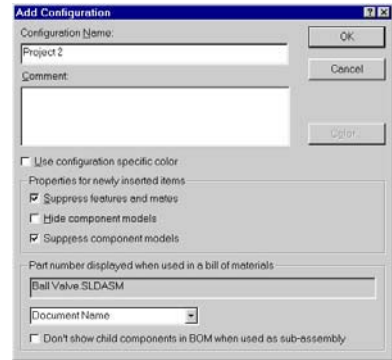 Add Configuration
Configuration Name:
OK
Project 2
Cancel
Comment:
Color...
Use configuration specific color
Properties for newly inserted items
Suppress features and mates
Hide component models
Suppress component models
Part number displayed when used in a bill of materials
Ball Valve.SLDASM
Document Name
Don't show child components in BOM when used as sub-assembly